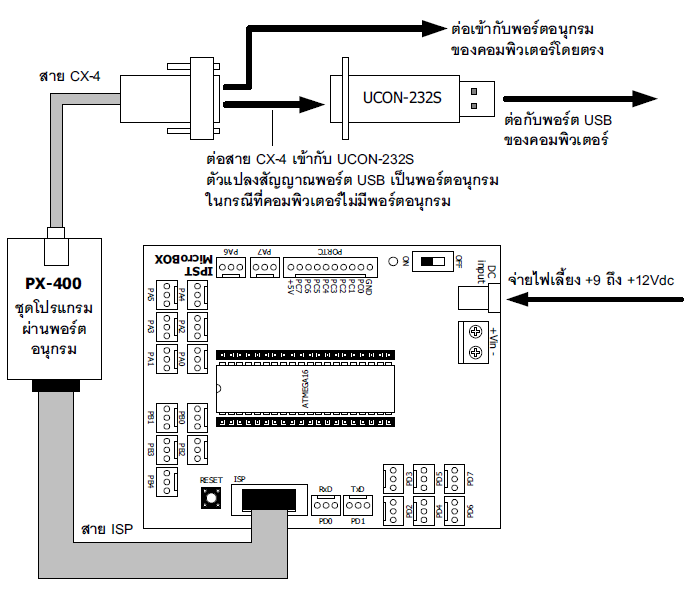 ต่อเข้ากับพอร์ตอนุกรม
ของคอมพิวเตอร์โดยตรง
สาย CX-4
UCON-232S
ต่อกับพอร์ต USB
ของคอมพิวเตอร์
ต่อสาย CX-4 เข้ากับ UCON-232S
ตัวแปลงสัญญาณพอร์ต USB เป็นพอร์ตอนุกรม
ในกรณีที่คอมพิวเตอร์ไม่มีพอร์ตอนุกรม
PX-400
ชุดโปรแกรม
ผ่านพอร์ต
อนุกรม
IPST
MicroBOX
PA6
PA7
PORTC
+5V
PC7
PC6
PC5
PC4
PC3
PC2
PC1
PC0
GND
ON
OFF
DC
input
จ่ายไฟเลี้ยง +9 ถึง +12Vdc
+Vin -
PA5
PA4
PA3
PA2
PA1
PA0
ATMEGA16
PB1
PB0
PB3
PB2
PB4
RESET
ISP
RxD
TxD
PD0
PD1
PD3
PD5
PD7
PD2
PD4
PD6
สาย ISP